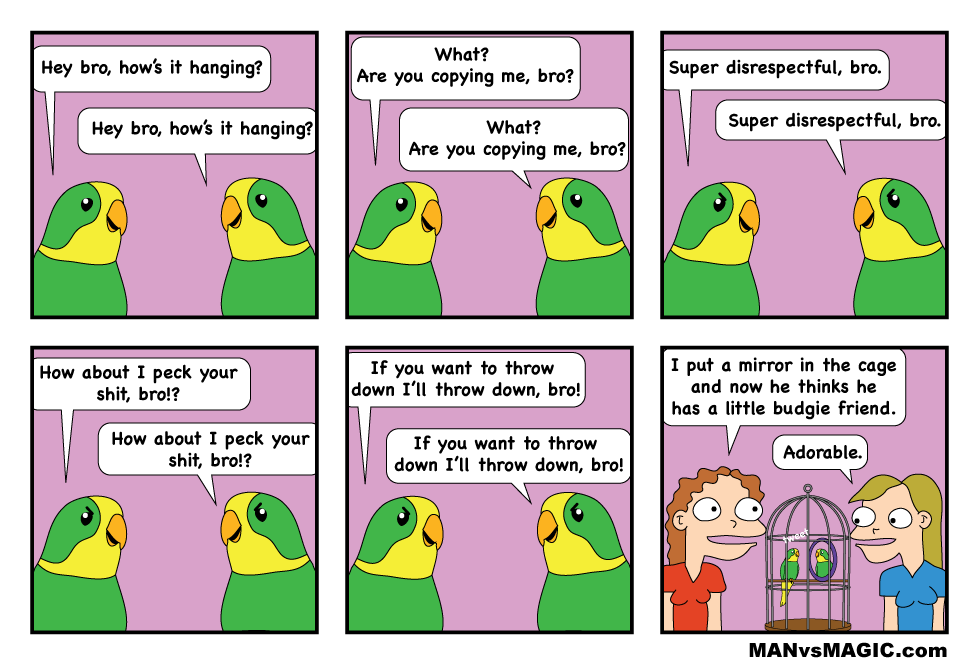 Hey bro, how's it hanging?
Hey bro, how's it hanging?
What?
Are you copying me, bro?
What?
Are you copying me, bro?
Super disrespectful, bro.
Super disrespectful, bro.
How about I peck your
shit, bro!?
How about I peck your
shit, bro!?
If you want to throw
down I'll throw down, bro!
If you want to throw
down I'll throw down, bro!
I put a mirror in the cage
and now he thinks he
has a little budgie friend.
Adorable.
tweet
MANvsMAGIC.com